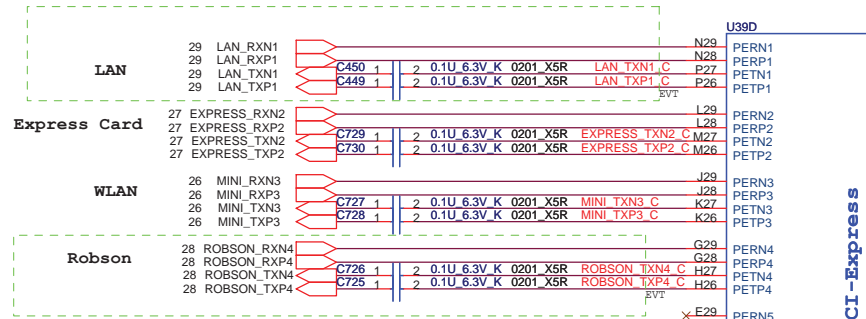 U39D
29 LAN_RXN1 N29 PERN1
29 LAN_RXP1 N28 PERP1
LAN
29 LAN_TXN1 C450 1 2 0.1U_6.3V_K 0201_X5R LAN_TXN1_C P27 PETN1
29 LAN_TXP1 C449 1 2 0.1U_6.3V_K 0201_X5R LAN_TXP1_C P26 PETP1
EVT
27 EXPRESS_RXN2 L29 PERN2
Express Card
27 EXPRESS_RXP2 L28 PERP2
27 EXPRESS_TXN2 C729 1 2 0.1U_6.3V_K 0201_X5R EXPRESS_TXN2_C M27 PETN2
27 EXPRESS_TXP2 C730 1 2 0.1U_6.3V_K 0201_X5R EXPRESS_TXP2_C M26 PETP2
26 MINI_RXN3 J29 PERN3
WLAN
26 MINI_RXP3 J28 PERP3
26 MINI_TXN3 C727 1 2 0.1U_6.3V_K 0201_X5R MINI_TXN3_C K27 PETN3
26 MINI_TXP3 C728 1 2 0.1U_6.3V_K 0201_X5R MINI_TXP3_C K26 PETP3
28 ROBSON_RXN4 G29 PERN4
Robson
28 ROBSON_RXP4 G28 PERP4
28 ROBSON_TXN4 C726 1 2 0.1U_6.3V_K 0201_X5R ROBSON_TXN4_C H27 PETN4
28 ROBSON_TXP4 C725 1 2 0.1U_6.3V_K 0201_X5R ROBSON_TXP4_C H26 PETP4
EVT
E29 PERN5
CI-Express